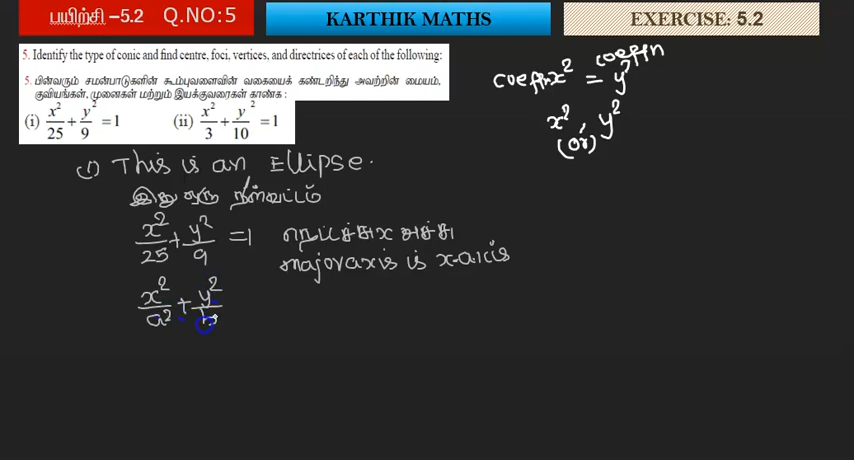 பயிற்சி –5.2 Q.NO:5
KARTHIK MATHS
EXERCISE: 5.2
5. Identify the type of conic and find centre, foci, vertices, and directrices of each of the following:
5. பின்வரும் சமன்பாடுகளின் கூம்புவளைவின் வகையைக் கண்டறிந்து அவற்றின் மையம்,
குவியங்கள், முனைகள் மற்றும் இயக்குவரைகள் காண்க :
(i) x²/25 + y²/9 = 1 (ii) x²/3 + y²/10 = 1
coeff x² = coeff y²
x², y²
(or)
(i) This is an Ellipse.
இது ஒரு நீள்வட்டம்
x²/25 + y²/9 = 1 நெட்டச்சு x அச்சு
major axis is x-axis
x²/a² + y²/b